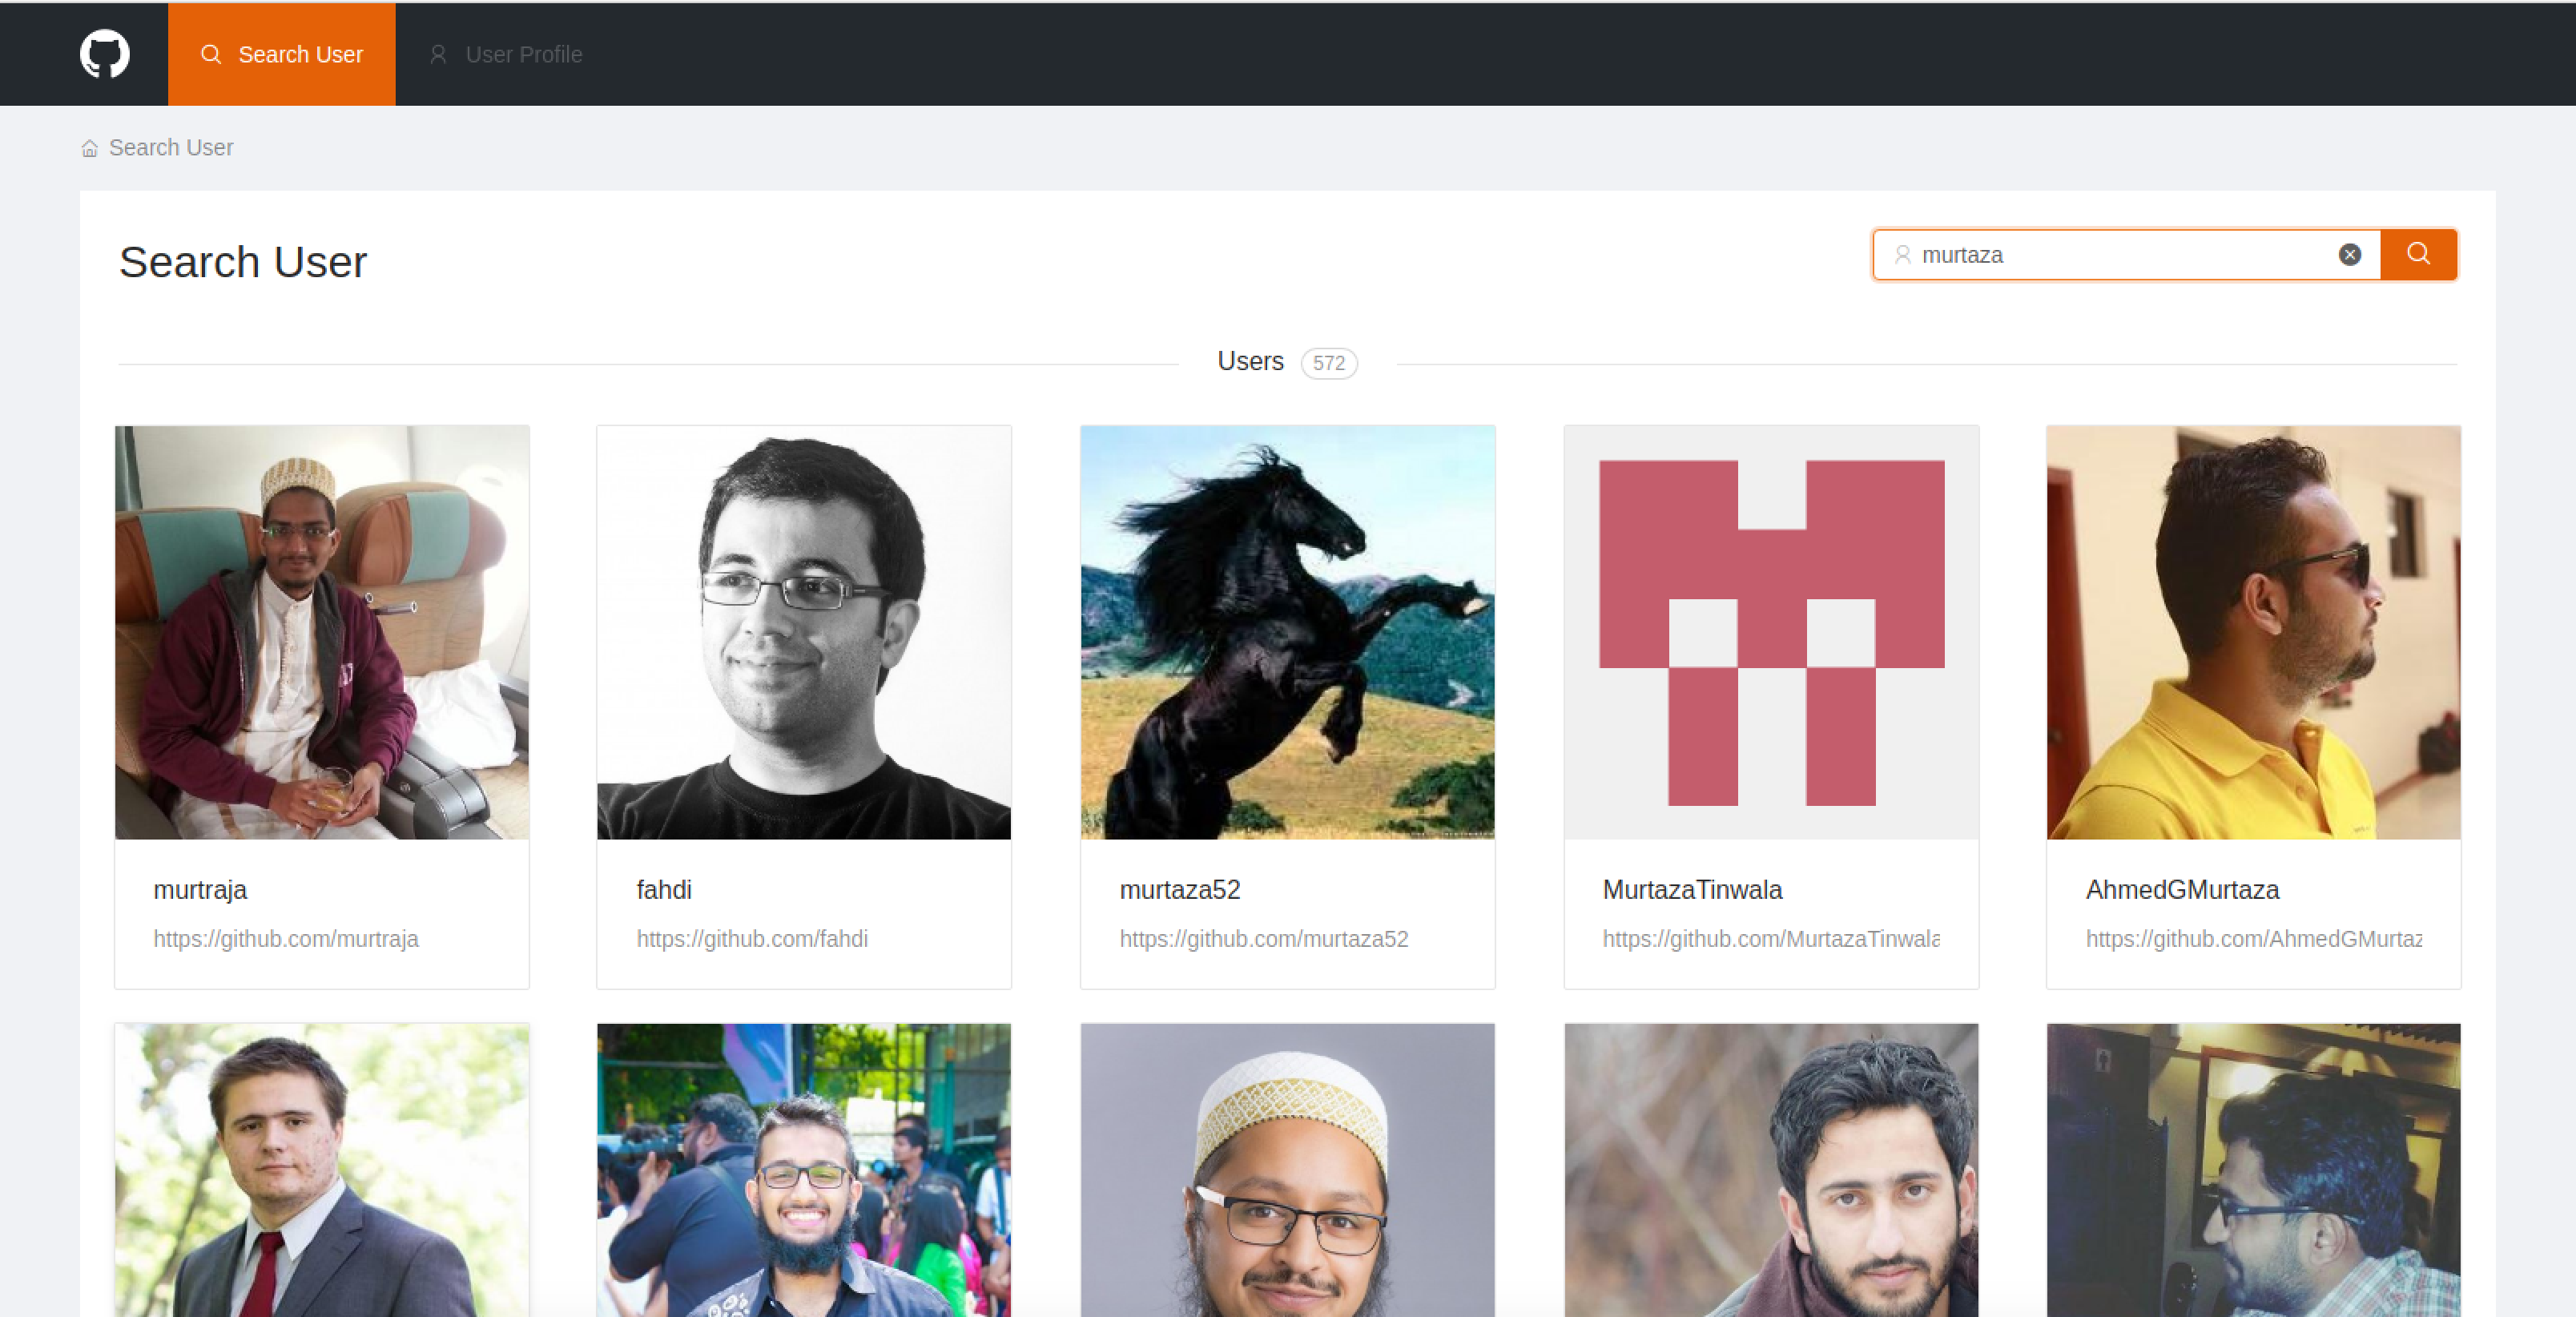 Search User
User Profile
Search User
Search User
murtaza
Users 572
murtraja
https://github.com/murtraja
fahdi
https://github.com/fahdi
murtaza52
https://github.com/murtaza52
MurtazaTinwala
https://github.com/MurtazaTinwala
AhmedGMurtaza
https://github.com/AhmedGMurtaz